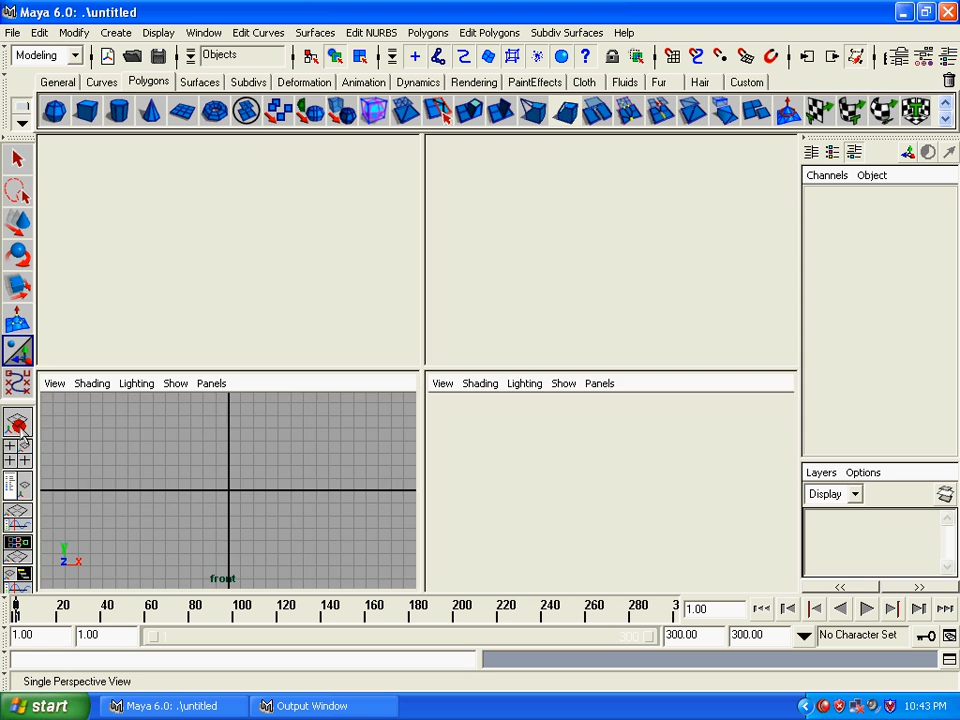 Maya 6.0: .\untitled
File Edit Modify Create Display Window Edit Curves Surfaces Edit NURBS Polygons Edit Polygons Subdiv Surfaces Help
Modeling Objects
General Curves Polygons Surfaces Subdivs Deformation Animation Dynamics Rendering PaintEffects Cloth Fluids Fur Hair Custom
Channels Object
View Shading Lighting Show Panels
View Shading Lighting Show Panels
y
z x
front
Layers Options
Display
<< >>
20 40 60 80 100 120 140 160 180 200 220 240 260 280 3
1.00
1.00 1.00 1 300 300.00 300.00 No Character Set
Single Perspective View
start Maya 6.0: .\untitled Output Window 10:43 PM